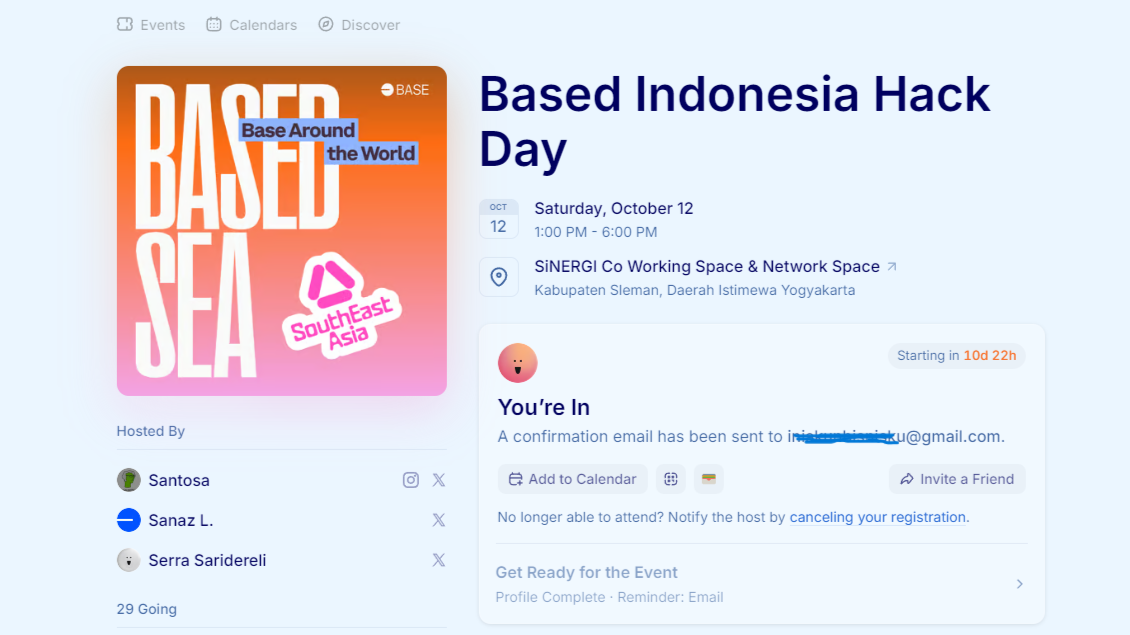 Events
Calendars
Discover
BASE
BASED
Base Around
the World
SEA
SouthEast
Asia
Based Indonesia Hack
Day
OCT
12
Saturday, October 12
1:00 PM - 6:00 PM
SiNERGI Co Working Space & Network Space
Kabupaten Sleman, Daerah Istimewa Yogyakarta
Starting in 10d 22h
You're In
A confirmation email has been sent to u@gmail.com.
Add to Calendar
Invite a Friend
No longer able to attend? Notify the host by canceling your registration.
Get Ready for the Event
Profile Complete · Reminder: Email
Hosted By
Santosa
Sanaz L.
Serra Saridereli
29 Going